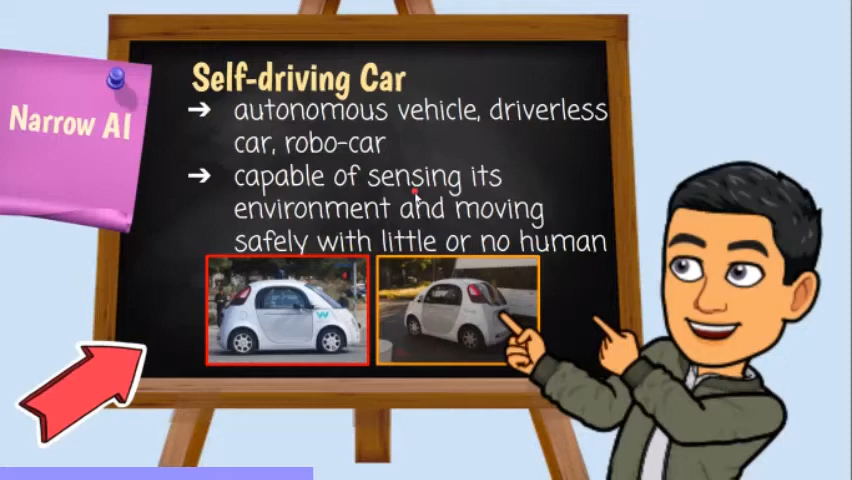 Narrow AI
Self-driving Car
➔ autonomous vehicle, driverless
car, robo-car
➔ capable of sensing its
environment and moving
safely with little or no human